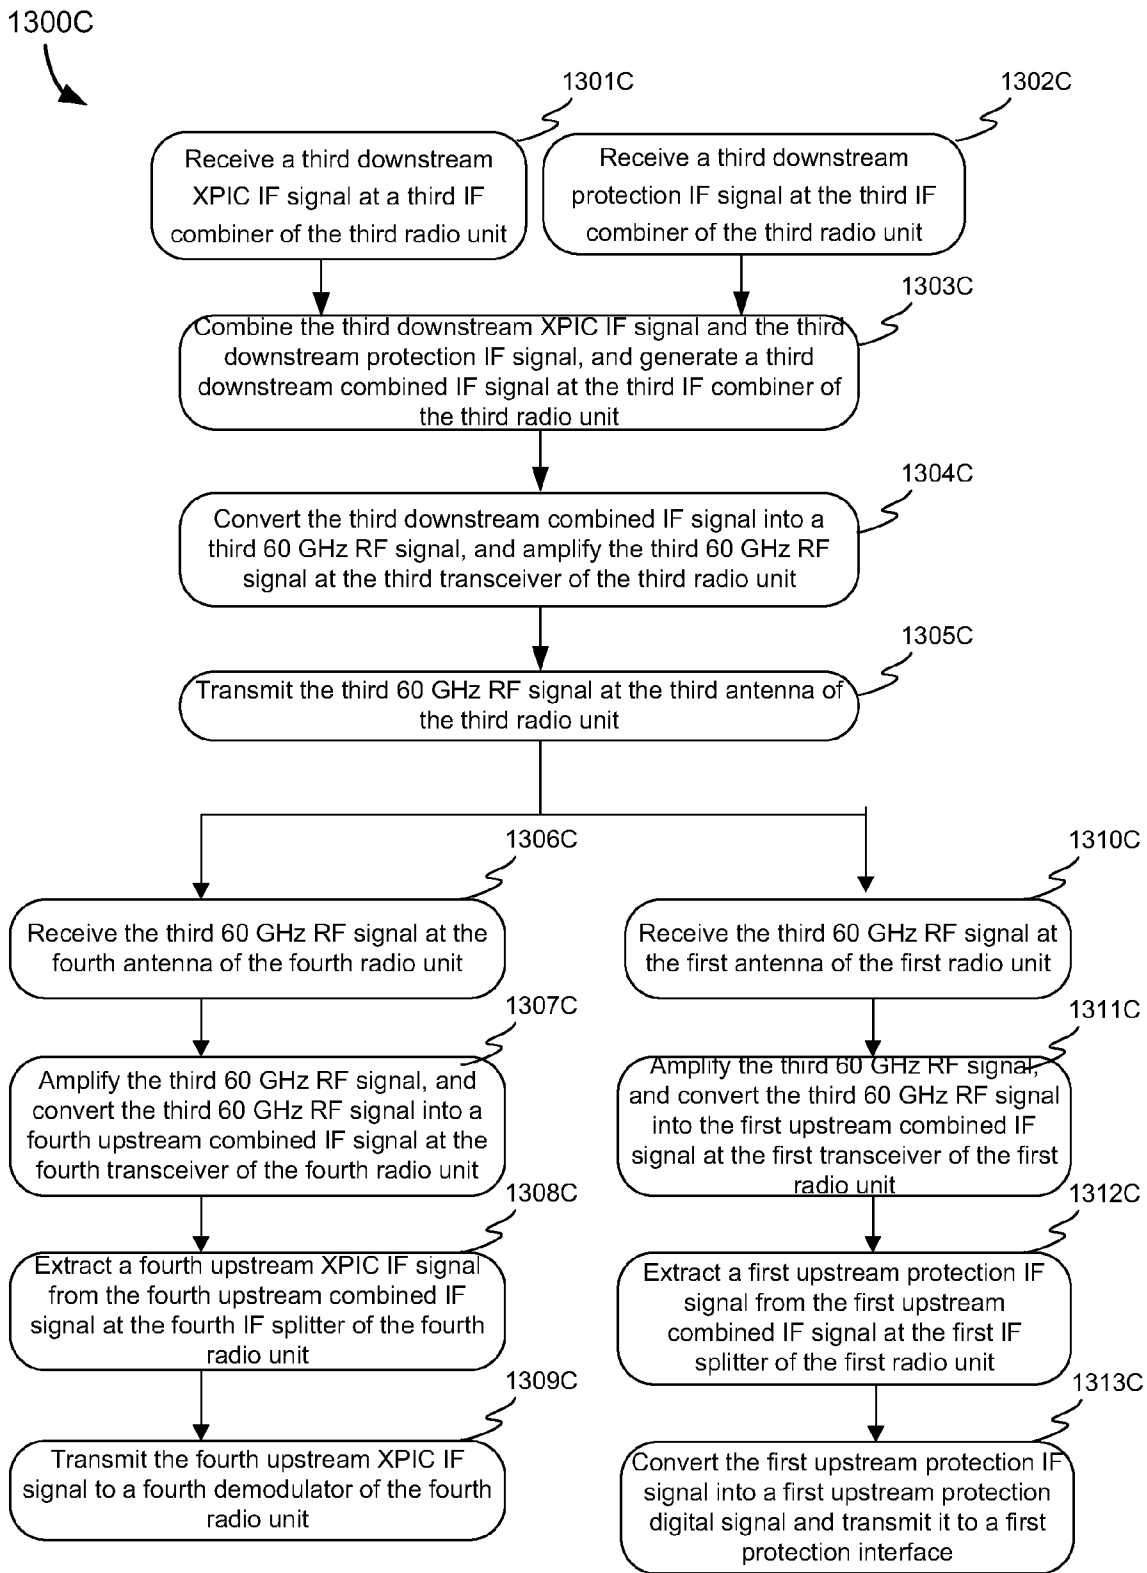 1300C
1301C
Receive a third downstream
XPIC IF signal at a third IF
combiner of the third radio unit
1302C
Receive a third downstream
protection IF signal at the third IF
combiner of the third radio unit
1303C
Combine the third downstream XPIC IF signal and the third
downstream protection IF signal, and generate a third
downstream combined IF signal at the third IF combiner of
the third radio unit
1304C
Convert the third downstream combined IF signal into a
third 60 GHz RF signal, and amplify the third 60 GHz RF
signal at the third transceiver of the third radio unit
1305C
Transmit the third 60 GHz RF signal at the third antenna of
the third radio unit
1306C
Receive the third 60 GHz RF signal at the
fourth antenna of the fourth radio unit
1307C
Amplify the third 60 GHz RF signal, and
convert the third 60 GHz RF signal into a
fourth upstream combined IF signal at the
fourth transceiver of the fourth radio unit
1308C
Extract a fourth upstream XPIC IF signal
from the fourth upstream combined IF
signal at the fourth IF splitter of the fourth
radio unit
1309C
Transmit the fourth upstream XPIC IF
signal to a fourth demodulator of the fourth
radio unit
1310C
Receive the third 60 GHz RF signal at
the first antenna of the first radio unit
1311C
Amplify the third 60 GHz RF signal,
and convert the third 60 GHz RF signal
into the first upstream combined IF
signal at the first transceiver of the first
radio unit
1312C
Extract a first upstream protection IF
signal from the first upstream
combined IF signal at the first IF
splitter of the first radio unit
1313C
Convert the first upstream protection IF
signal into a first upstream protection
digital signal and transmit it to a first
protection interface